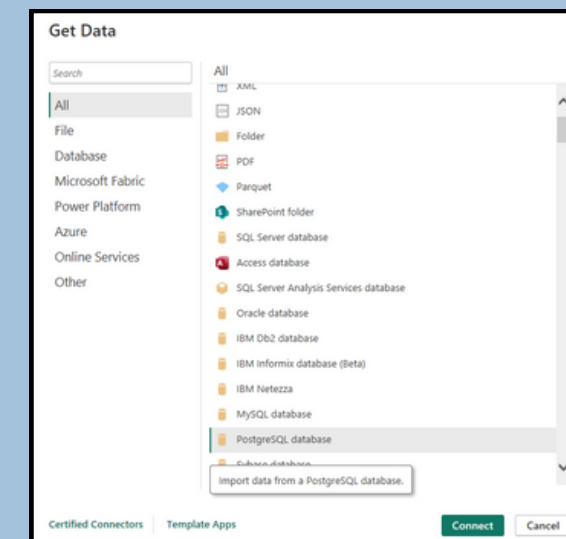 Get Data
Search
All
File
Database
Microsoft Fabric
Power Platform
Azure
Online Services
Other
All
XML
JSON
Folder
PDF
Parquet
SharePoint folder
SQL Server database
Access database
SQL Server Analysis Services database
Oracle database
IBM Db2 database
IBM Informix database (Beta)
IBM Netezza
MySQL database
PostgreSQL database
Sybase database
Import data from a PostgreSQL database.
Certified Connectors
Template Apps
Connect
Cancel